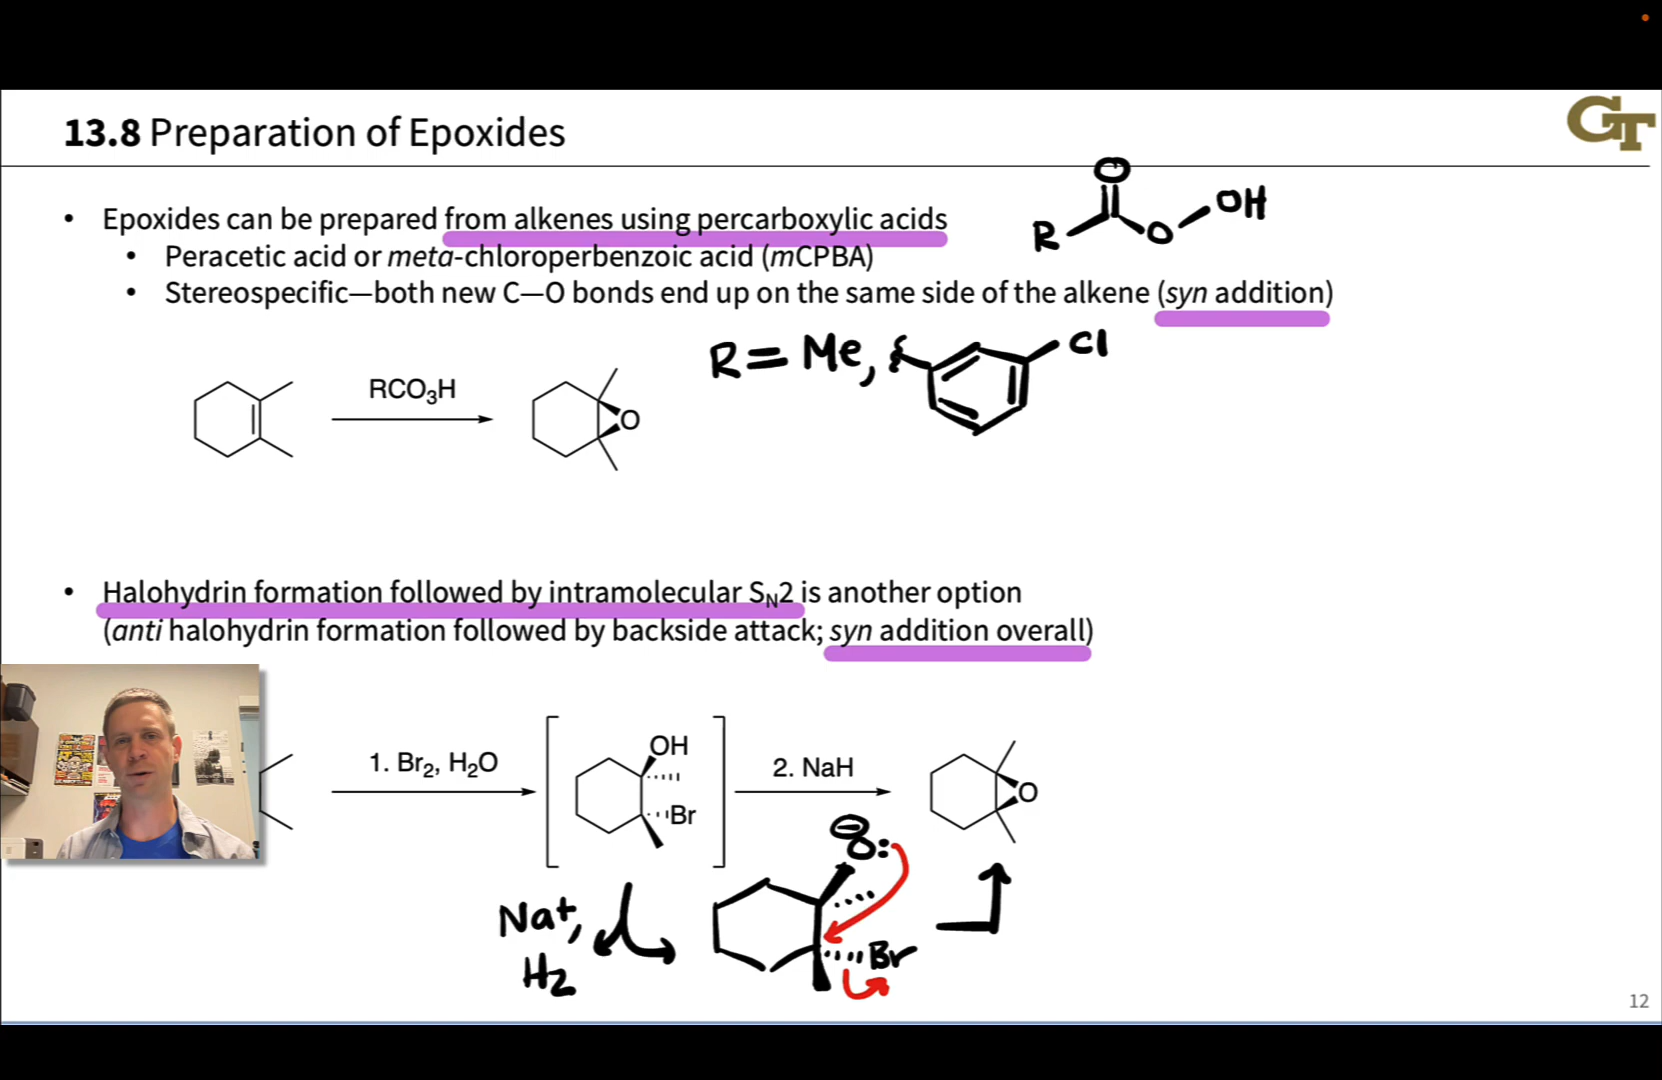 13.8 Preparation of Epoxides
GT
• Epoxides can be prepared from alkenes using percarboxylic acids
• Peracetic acid or meta-chloroperbenzoic acid (mCPBA)
• Stereospecific—both new C—O bonds end up on the same side of the alkene (syn addition)
O
R
O
OH
R = Me,
Cl
RCO₃H
O
• Halohydrin formation followed by intramolecular Sₙ2 is another option
(anti halohydrin formation followed by backside attack; syn addition overall)
1. Br₂, H₂O
OH
Br
2. NaH
O
⊖
O:
Br
Na⁺,
H₂
12